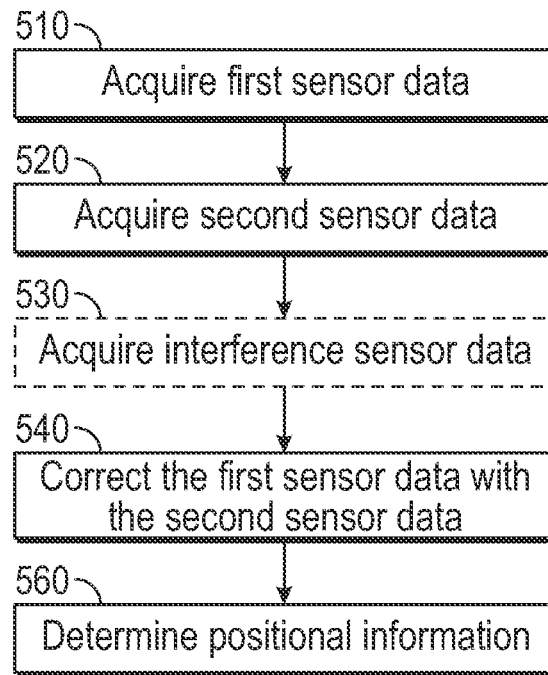 510
Acquire first sensor data
520
Acquire second sensor data
530
Acquire interference sensor data
540
Correct the first sensor data with
the second sensor data
560
Determine positional information